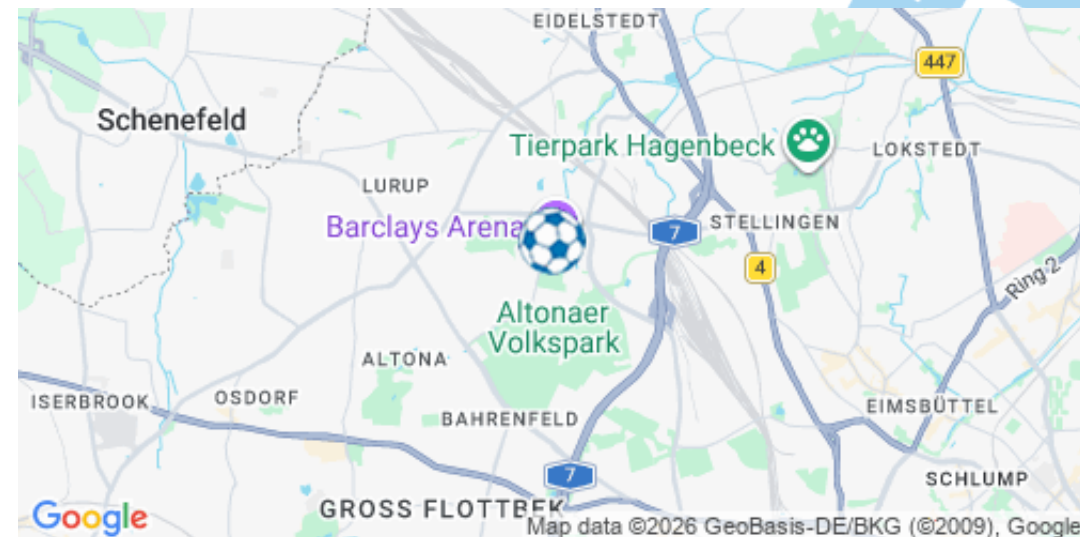 EIDELSTEDT
447
Schenefeld
Tierpark Hagenbeck
LOKSTEDT
LURUP
Barclays Arena
7
STELLINGEN
4
Ring 2
Altonaer
Volkspark
ALTONA
ISERBROOK
OSDORF
EIMSBÜTTEL
BAHRENFELD
7
SCHLUMP
GROSS FLOTTBEK
Google
Map data ©2026 GeoBasis-DE/BKG (©2009), Google